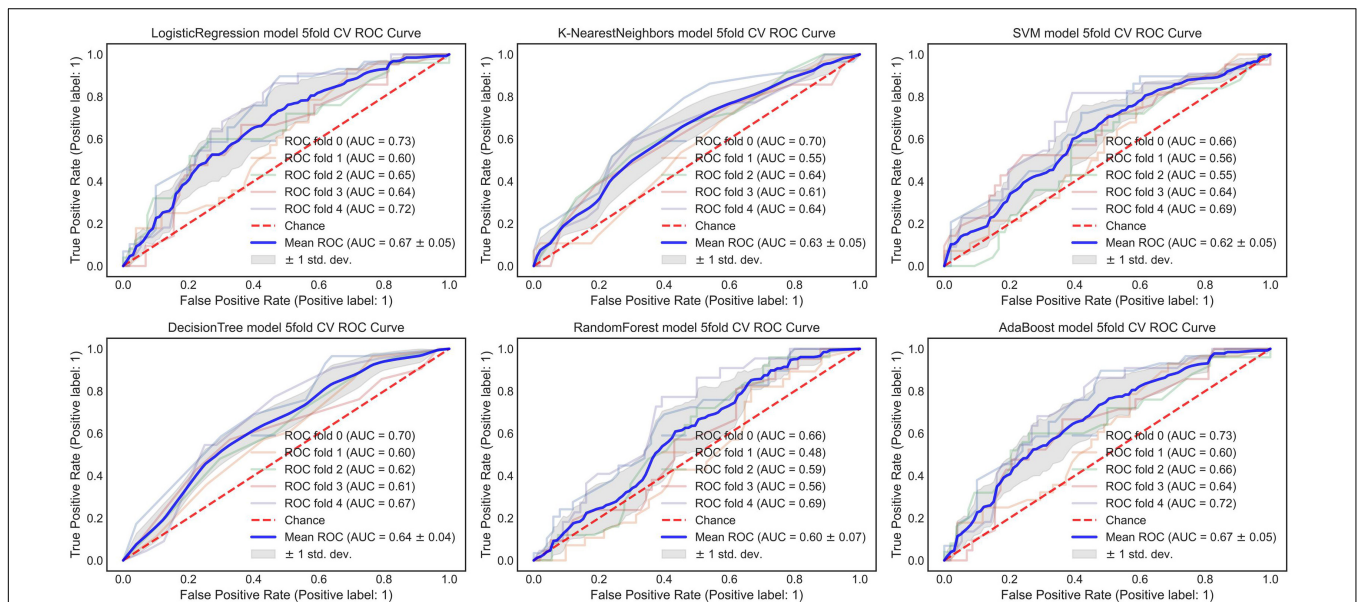 LogisticRegression model 5fold CV ROC Curve
True Positive Rate (Positive label: 1)
1.0
0.8
0.6
0.4
0.2
0.0
ROC fold 0 (AUC = 0.73)
ROC fold 1 (AUC = 0.60)
ROC fold 2 (AUC = 0.65)
ROC fold 3 (AUC = 0.64)
ROC fold 4 (AUC = 0.72)
Chance
Mean ROC (AUC = 0.67 ± 0.05)
± 1 std. dev.
0.0 0.2 0.4 0.6 0.8 1.0
False Positive Rate (Positive label: 1)
K-NearestNeighbors model 5fold CV ROC Curve
True Positive Rate (Positive label: 1)
1.0
0.8
0.6
0.4
0.2
0.0
ROC fold 0 (AUC = 0.70)
ROC fold 1 (AUC = 0.55)
ROC fold 2 (AUC = 0.64)
ROC fold 3 (AUC = 0.61)
ROC fold 4 (AUC = 0.64)
Chance
Mean ROC (AUC = 0.63 ± 0.05)
± 1 std. dev.
0.0 0.2 0.4 0.6 0.8 1.0
False Positive Rate (Positive label: 1)
SVM model 5fold CV ROC Curve
True Positive Rate (Positive label: 1)
1.0
0.8
0.6
0.4
0.2
0.0
ROC fold 0 (AUC = 0.66)
ROC fold 1 (AUC = 0.56)
ROC fold 2 (AUC = 0.55)
ROC fold 3 (AUC = 0.64)
ROC fold 4 (AUC = 0.69)
Chance
Mean ROC (AUC = 0.62 ± 0.05)
± 1 std. dev.
0.0 0.2 0.4 0.6 0.8 1.0
False Positive Rate (Positive label: 1)
DecisionTree model 5fold CV ROC Curve
True Positive Rate (Positive label: 1)
1.0
0.8
0.6
0.4
0.2
0.0
ROC fold 0 (AUC = 0.70)
ROC fold 1 (AUC = 0.60)
ROC fold 2 (AUC = 0.62)
ROC fold 3 (AUC = 0.61)
ROC fold 4 (AUC = 0.67)
Chance
Mean ROC (AUC = 0.64 ± 0.04)
± 1 std. dev.
0.0 0.2 0.4 0.6 0.8 1.0
False Positive Rate (Positive label: 1)
RandomForest model 5fold CV ROC Curve
True Positive Rate (Positive label: 1)
1.0
0.8
0.6
0.4
0.2
0.0
ROC fold 0 (AUC = 0.66)
ROC fold 1 (AUC = 0.48)
ROC fold 2 (AUC = 0.59)
ROC fold 3 (AUC = 0.56)
ROC fold 4 (AUC = 0.69)
Chance
Mean ROC (AUC = 0.60 ± 0.07)
± 1 std. dev.
0.0 0.2 0.4 0.6 0.8 1.0
False Positive Rate (Positive label: 1)
AdaBoost model 5fold CV ROC Curve
True Positive Rate (Positive label: 1)
1.0
0.8
0.6
0.4
0.2
0.0
ROC fold 0 (AUC = 0.73)
ROC fold 1 (AUC = 0.60)
ROC fold 2 (AUC = 0.66)
ROC fold 3 (AUC = 0.64)
ROC fold 4 (AUC = 0.72)
Chance
Mean ROC (AUC = 0.67 ± 0.05)
± 1 std. dev.
0.0 0.2 0.4 0.6 0.8 1.0
False Positive Rate (Positive label: 1)